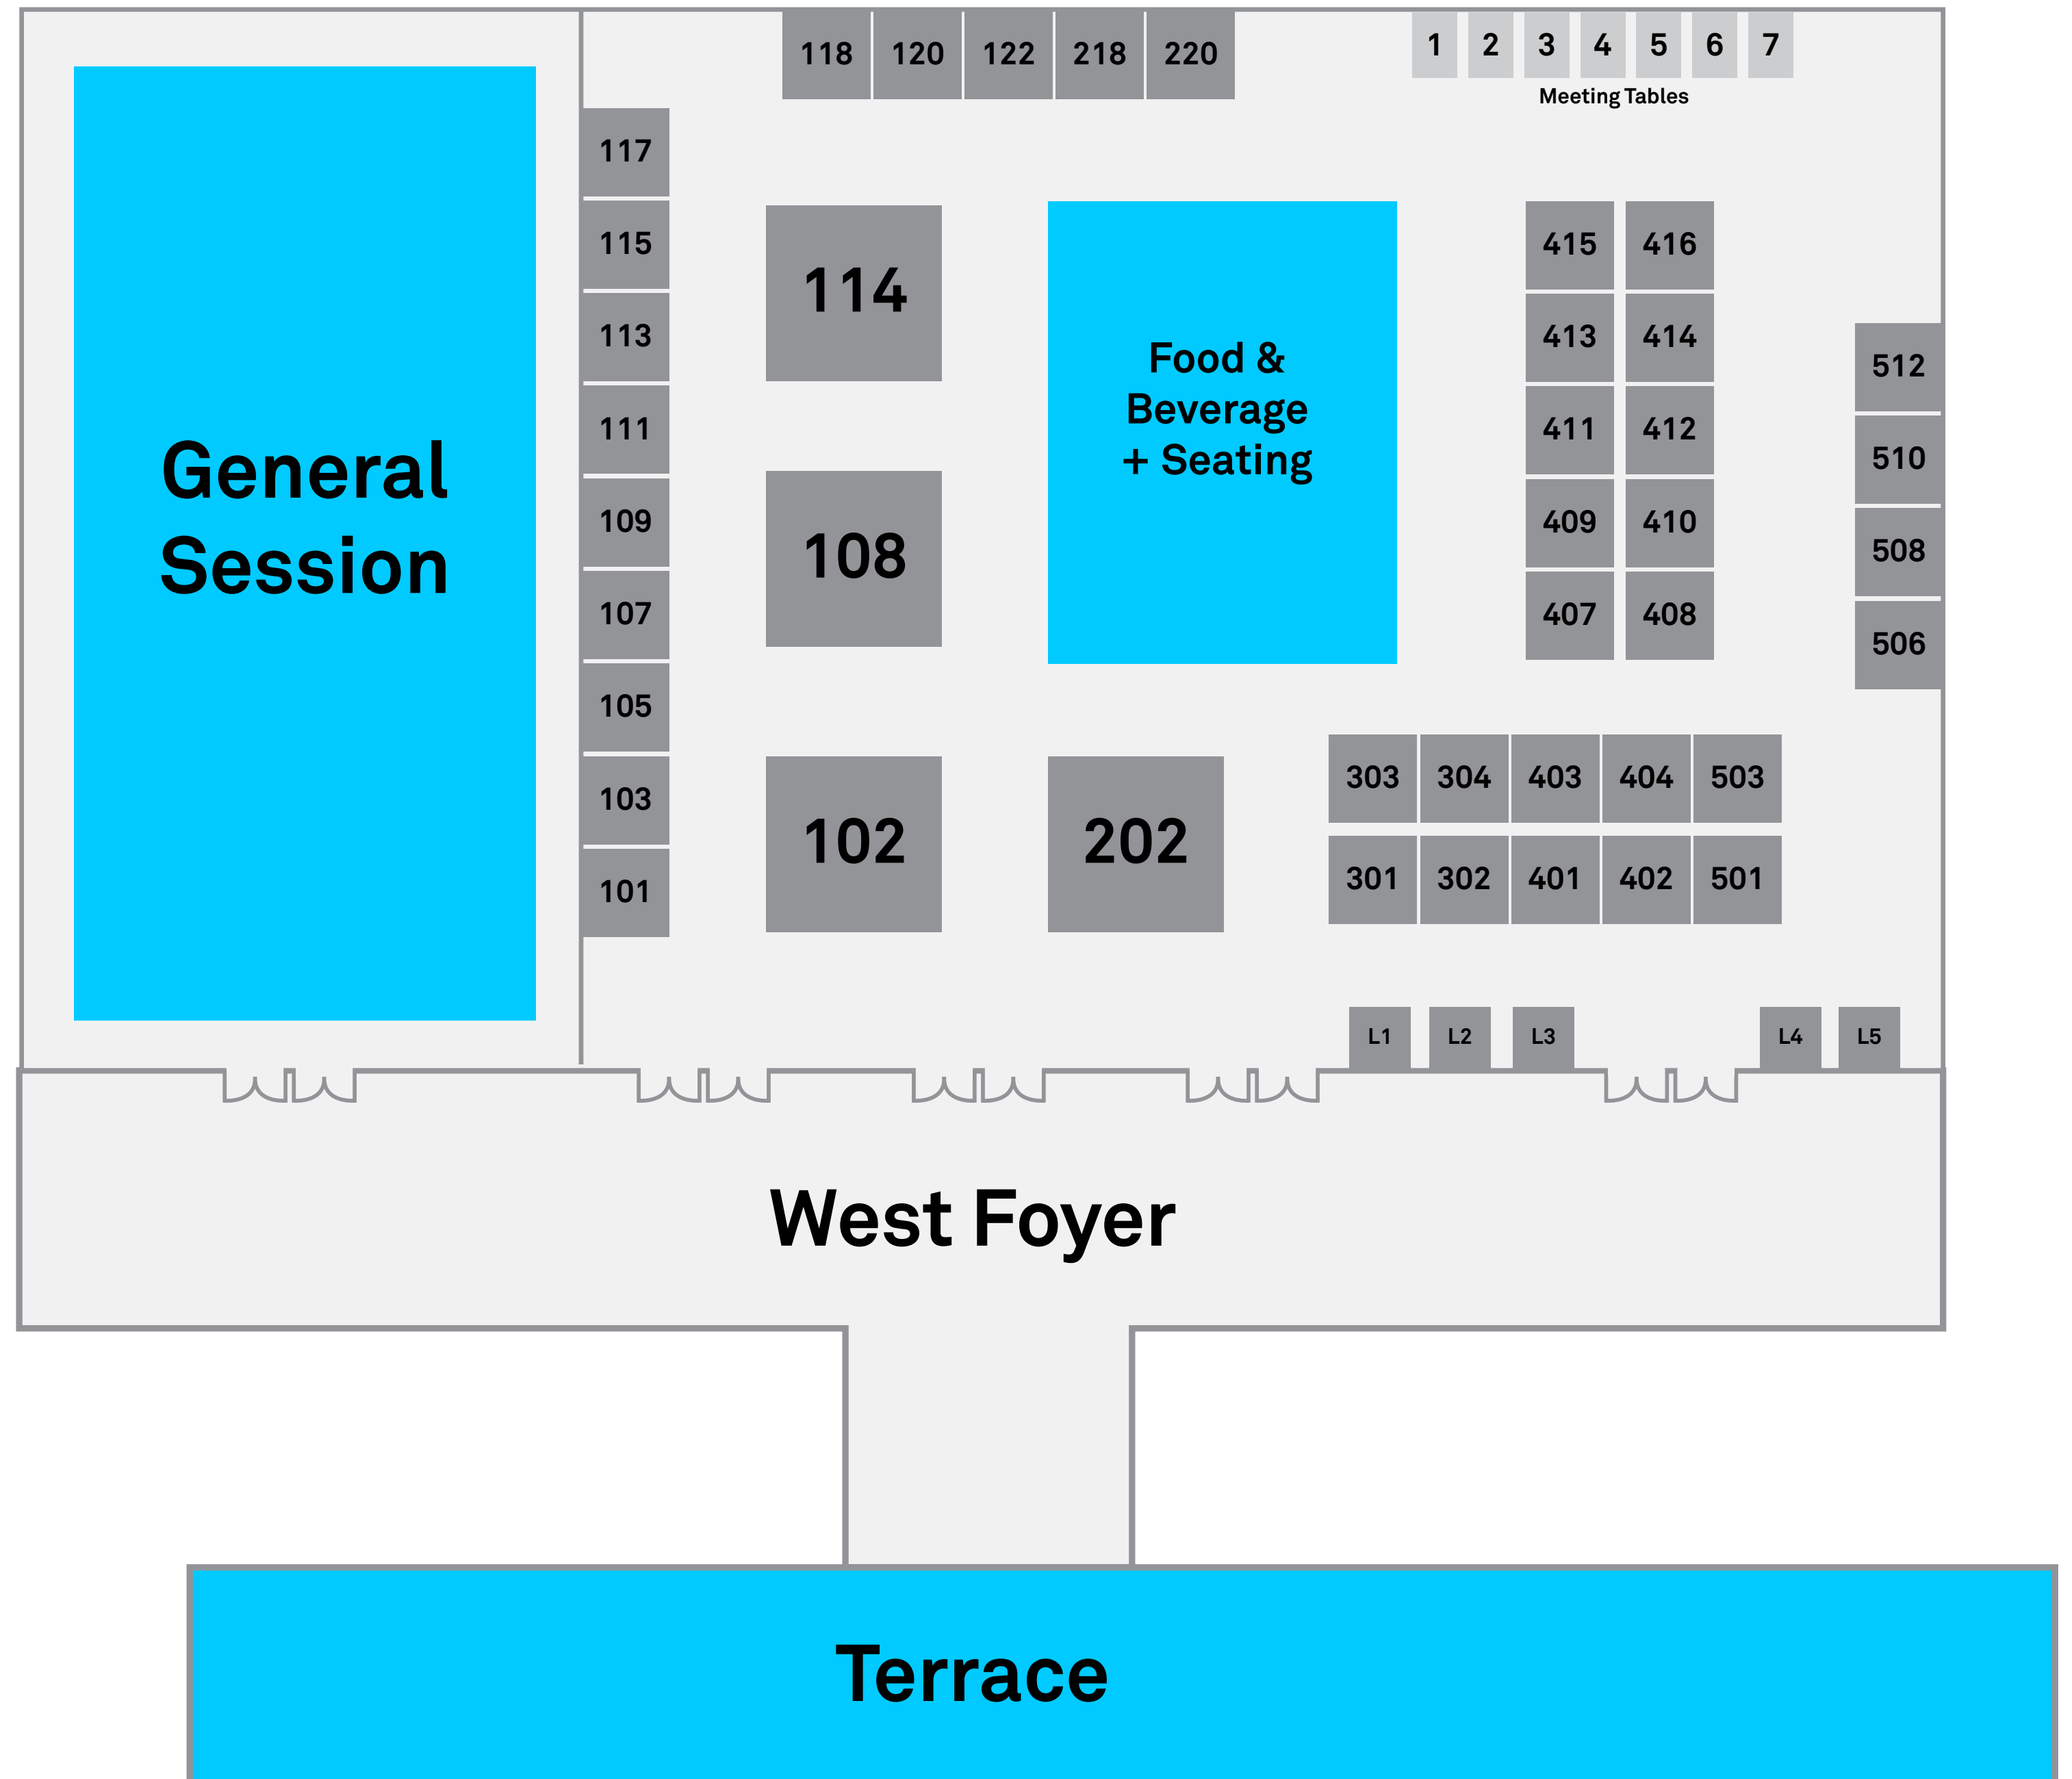 118 120 122 218 220
1 2 3 4 5 6 7
Meeting Tables
117
115
113
111
109
107
105
103
101
General
Session
114
108
102
202
Food &
Beverage
+ Seating
415 416
413 414
411 412
409 410
407 408
512
510
508
506
303 304 403 404 503
301 302 401 402 501
L1 L2 L3 L4 L5
West Foyer
Terrace